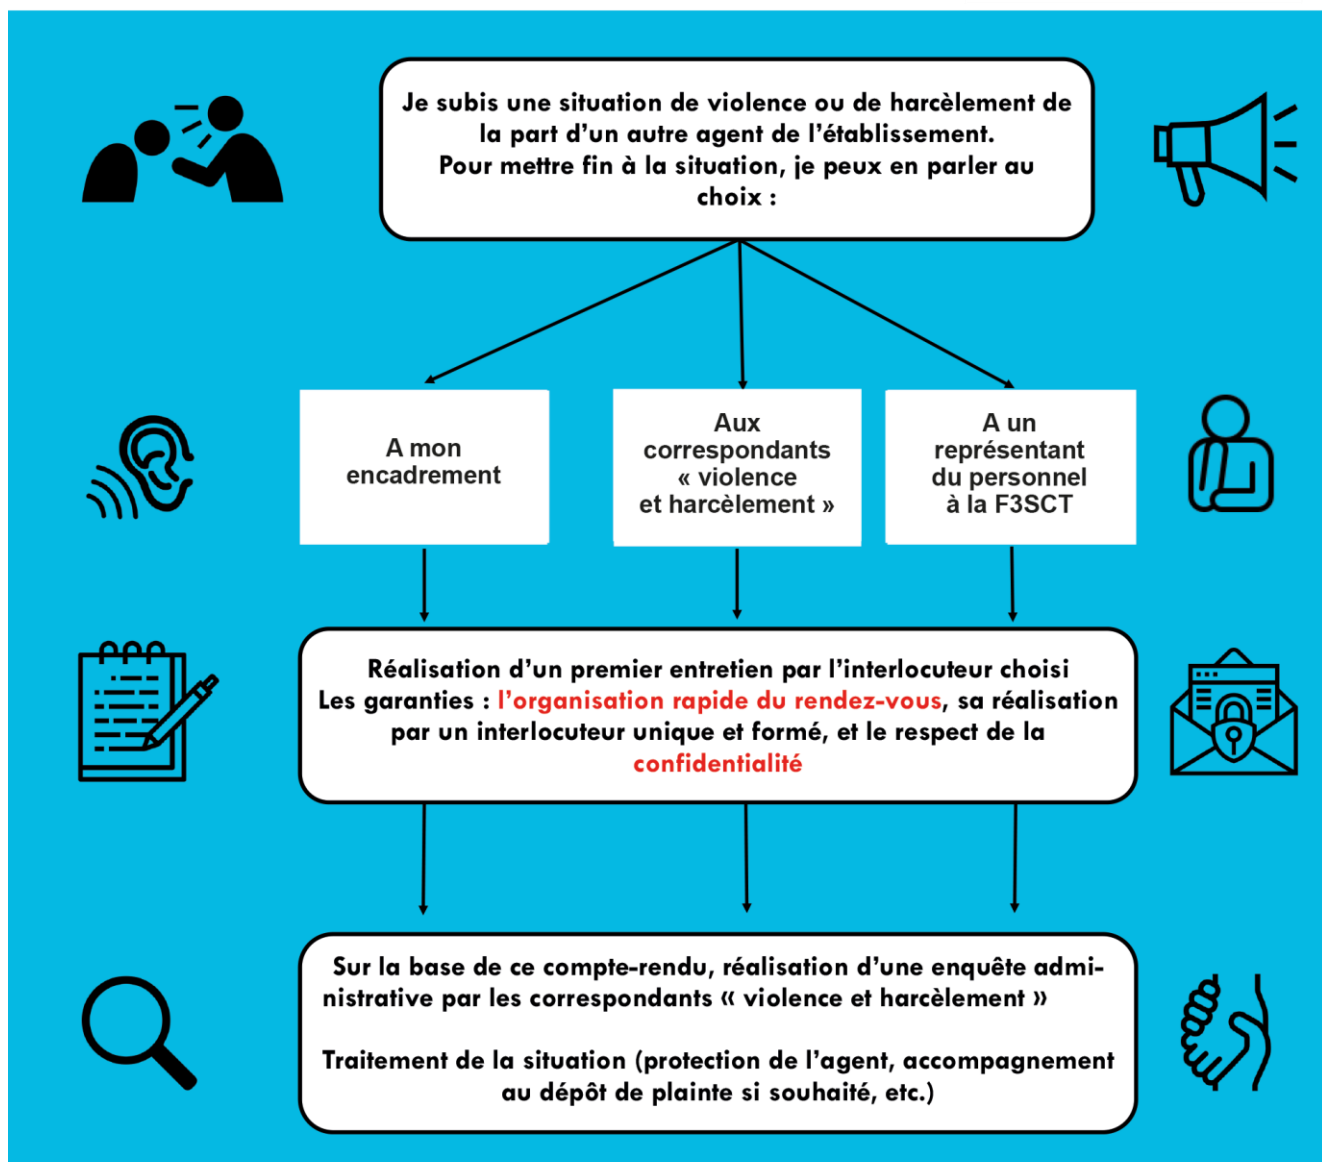 Je subis une situation de violence ou de harcèlement de
la part d'un autre agent de l'établissement.
Pour mettre fin à la situation, je peux en parler au
choix :
A mon
encadrement
Aux
correspondants
« violence
et harcèlement »
A un
représentant
du personnel
à la F3SCT
Réalisation d'un premier entretien par l'interlocuteur choisi
Les garanties : l'organisation rapide du rendez-vous, sa réalisation
par un interlocuteur unique et formé, et le respect de la
confidentialité
Sur la base de ce compte-rendu, réalisation d'une enquête admi-
nistrative par les correspondants « violence et harcèlement »
Traitement de la situation (protection de l'agent, accompagnement
au dépôt de plainte si souhaité, etc.)